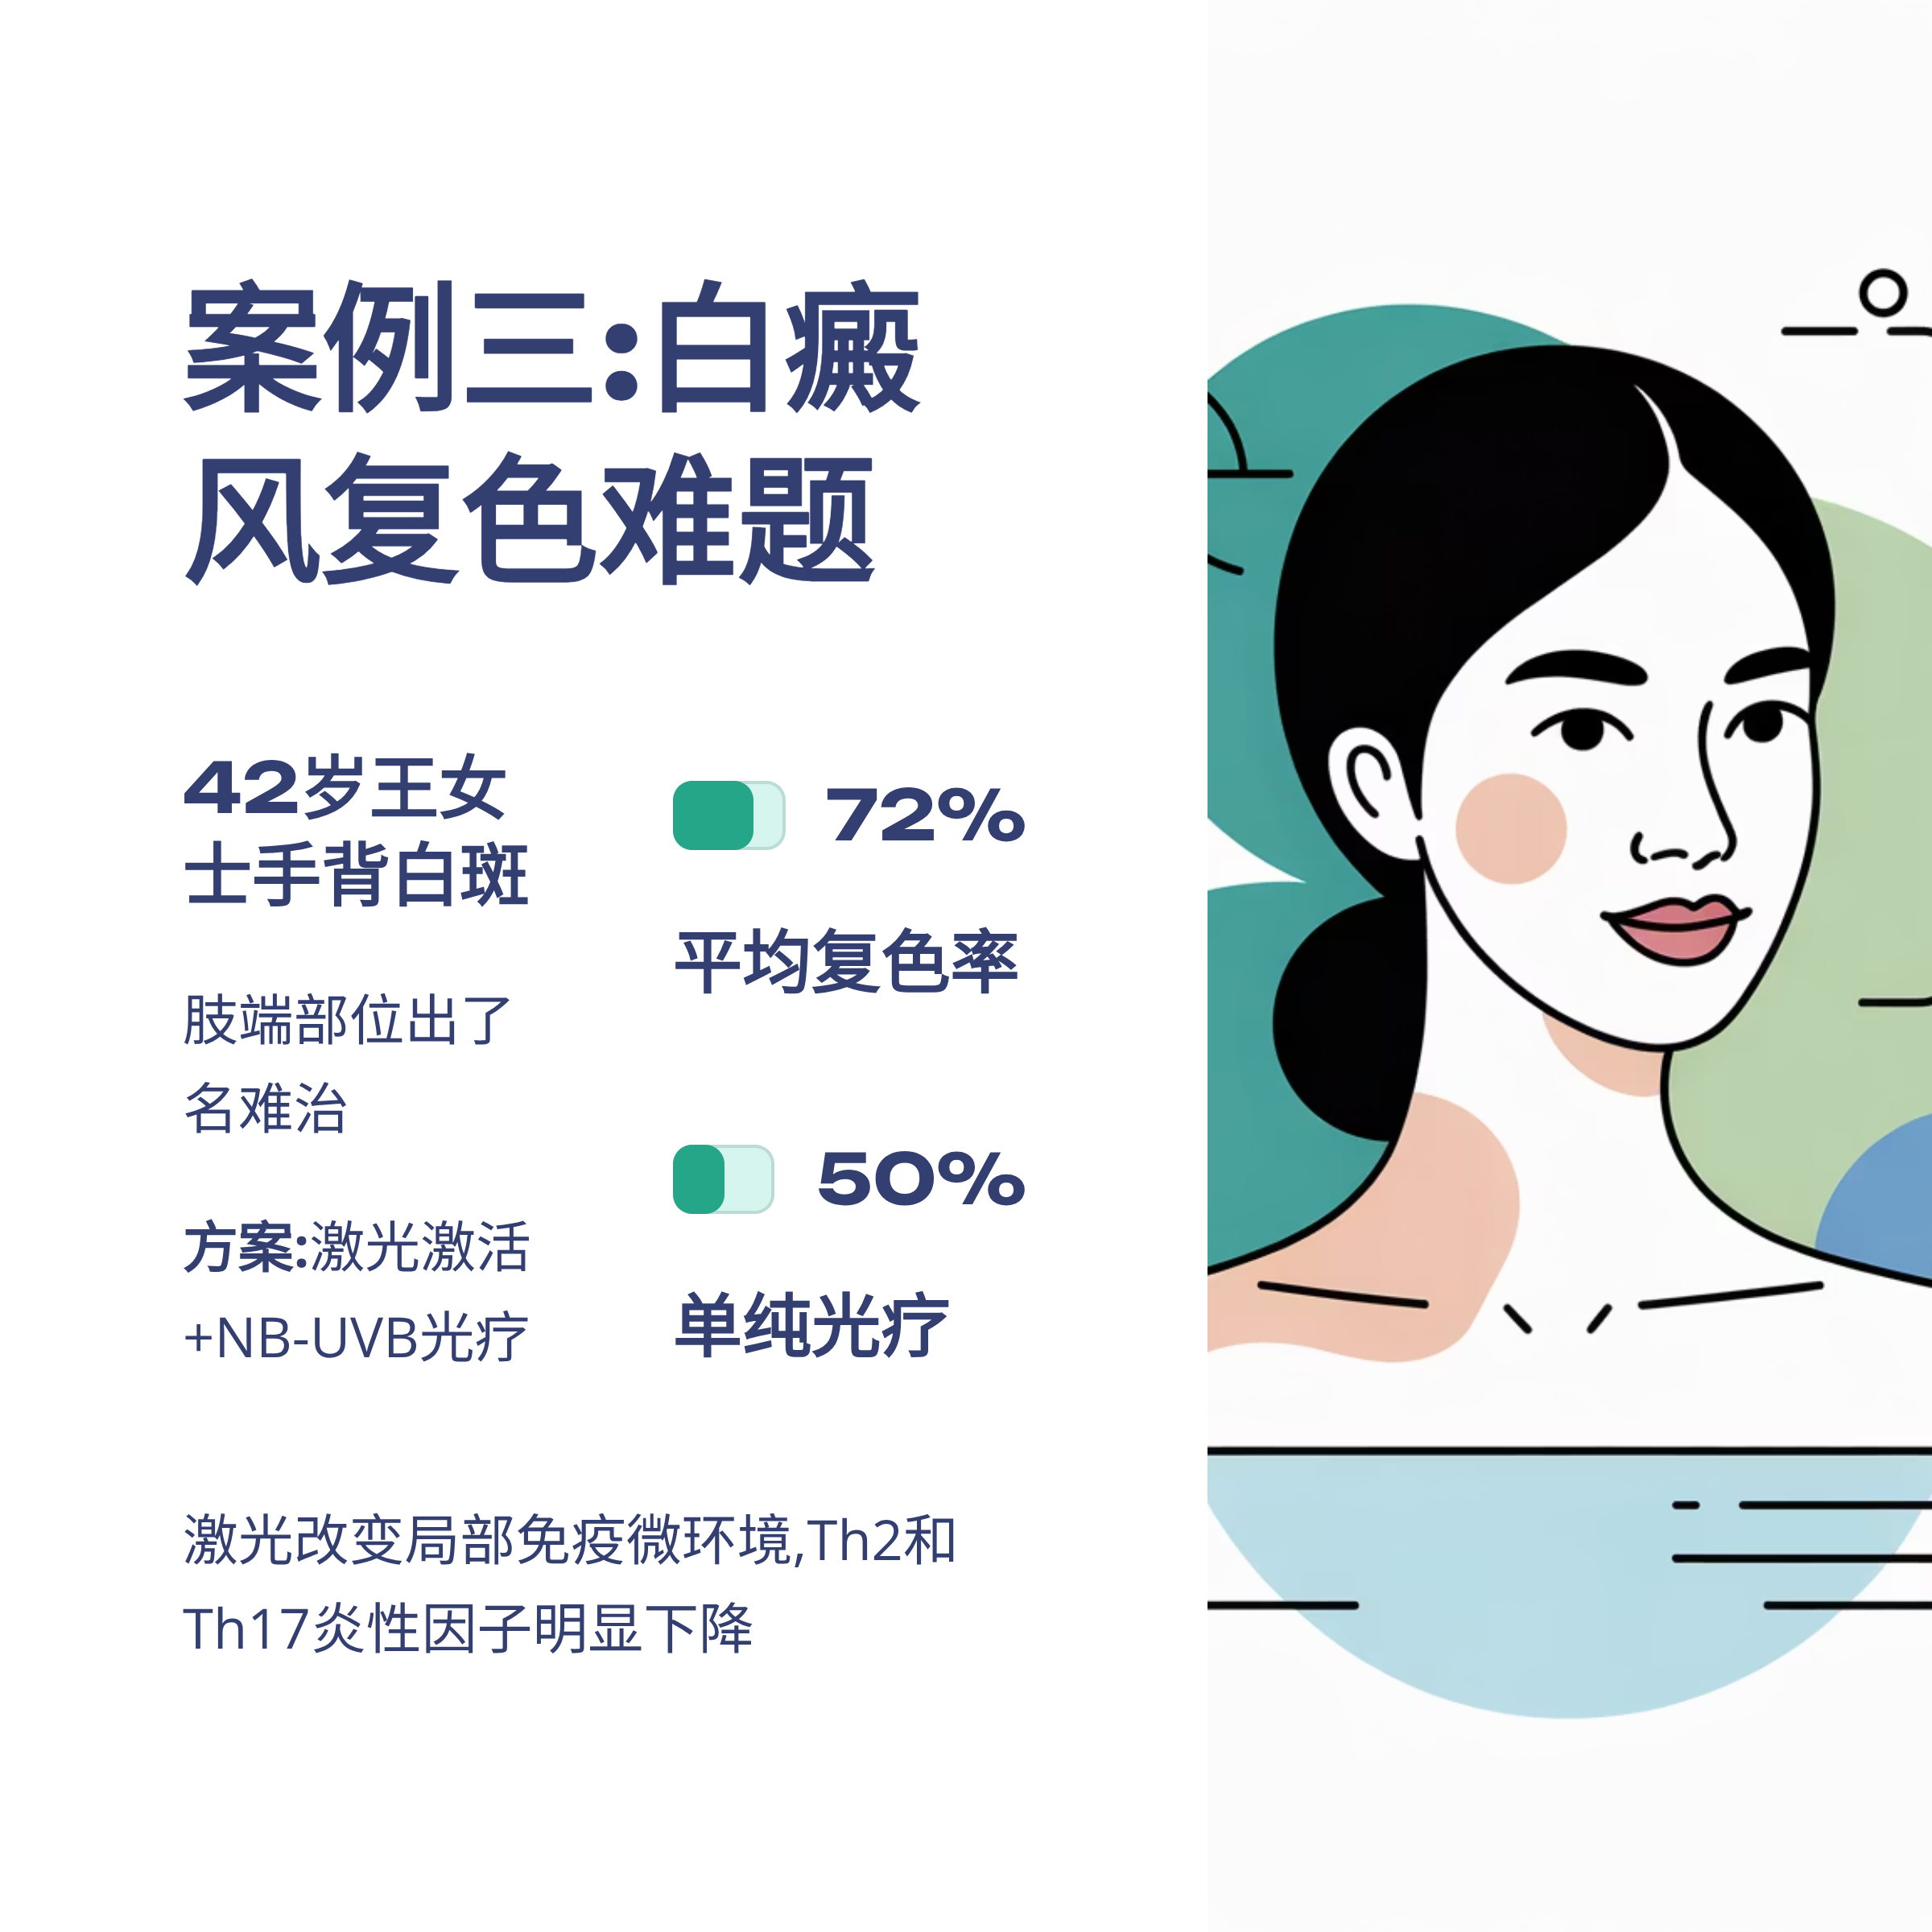 案例三:白癜
风复色难题
42岁王女
士手背白斑
肢端部位出了
名难治
方案:激光激活
+NB-UVB光疗
72%
平均复色率
50%
单纯光疗
激光改变局部免疫微环境,Th2和
Th17炎性因子明显下降